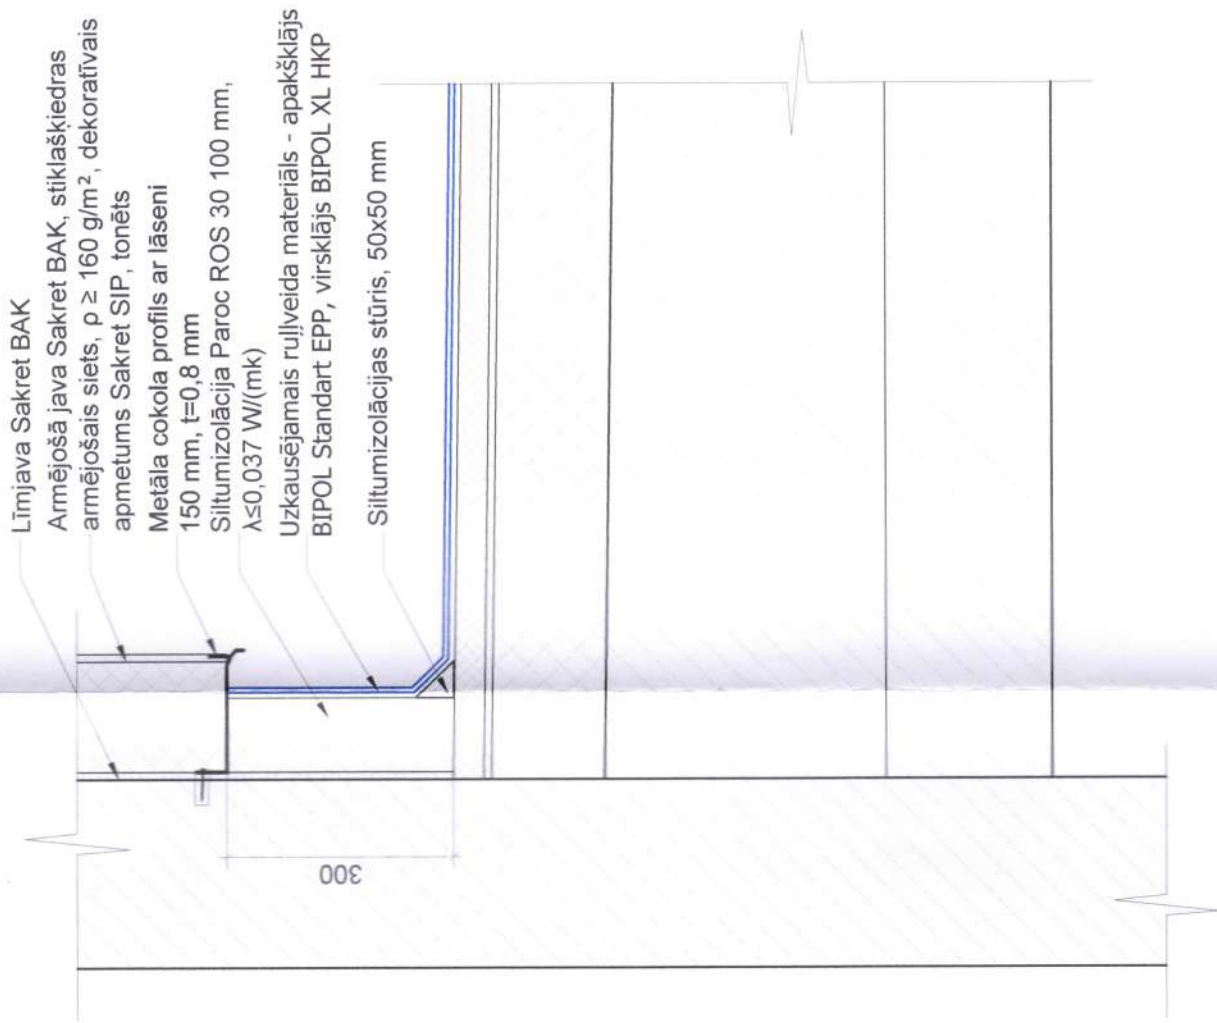 Līmjava Sakret BAK
Armējošā java Sakret BAK, stiklašķiedras
armējošais siets, ρ ≥ 160 g/m², dekoratīvais
apmetums Sakret SIP, tonēts
Metāla cokola profils ar lāseni
150 mm, t=0,8 mm
Siltumizolācija Paroc ROS 30 100 mm,
λ≤0,037 W/(mk)
Uzkausējamais ruļļveida materiāls - apakšklājs
BIPOL Standart EPP, virsklājs BIPOL XL HKP
Siltumizolācijas stūris, 50x50 mm
300